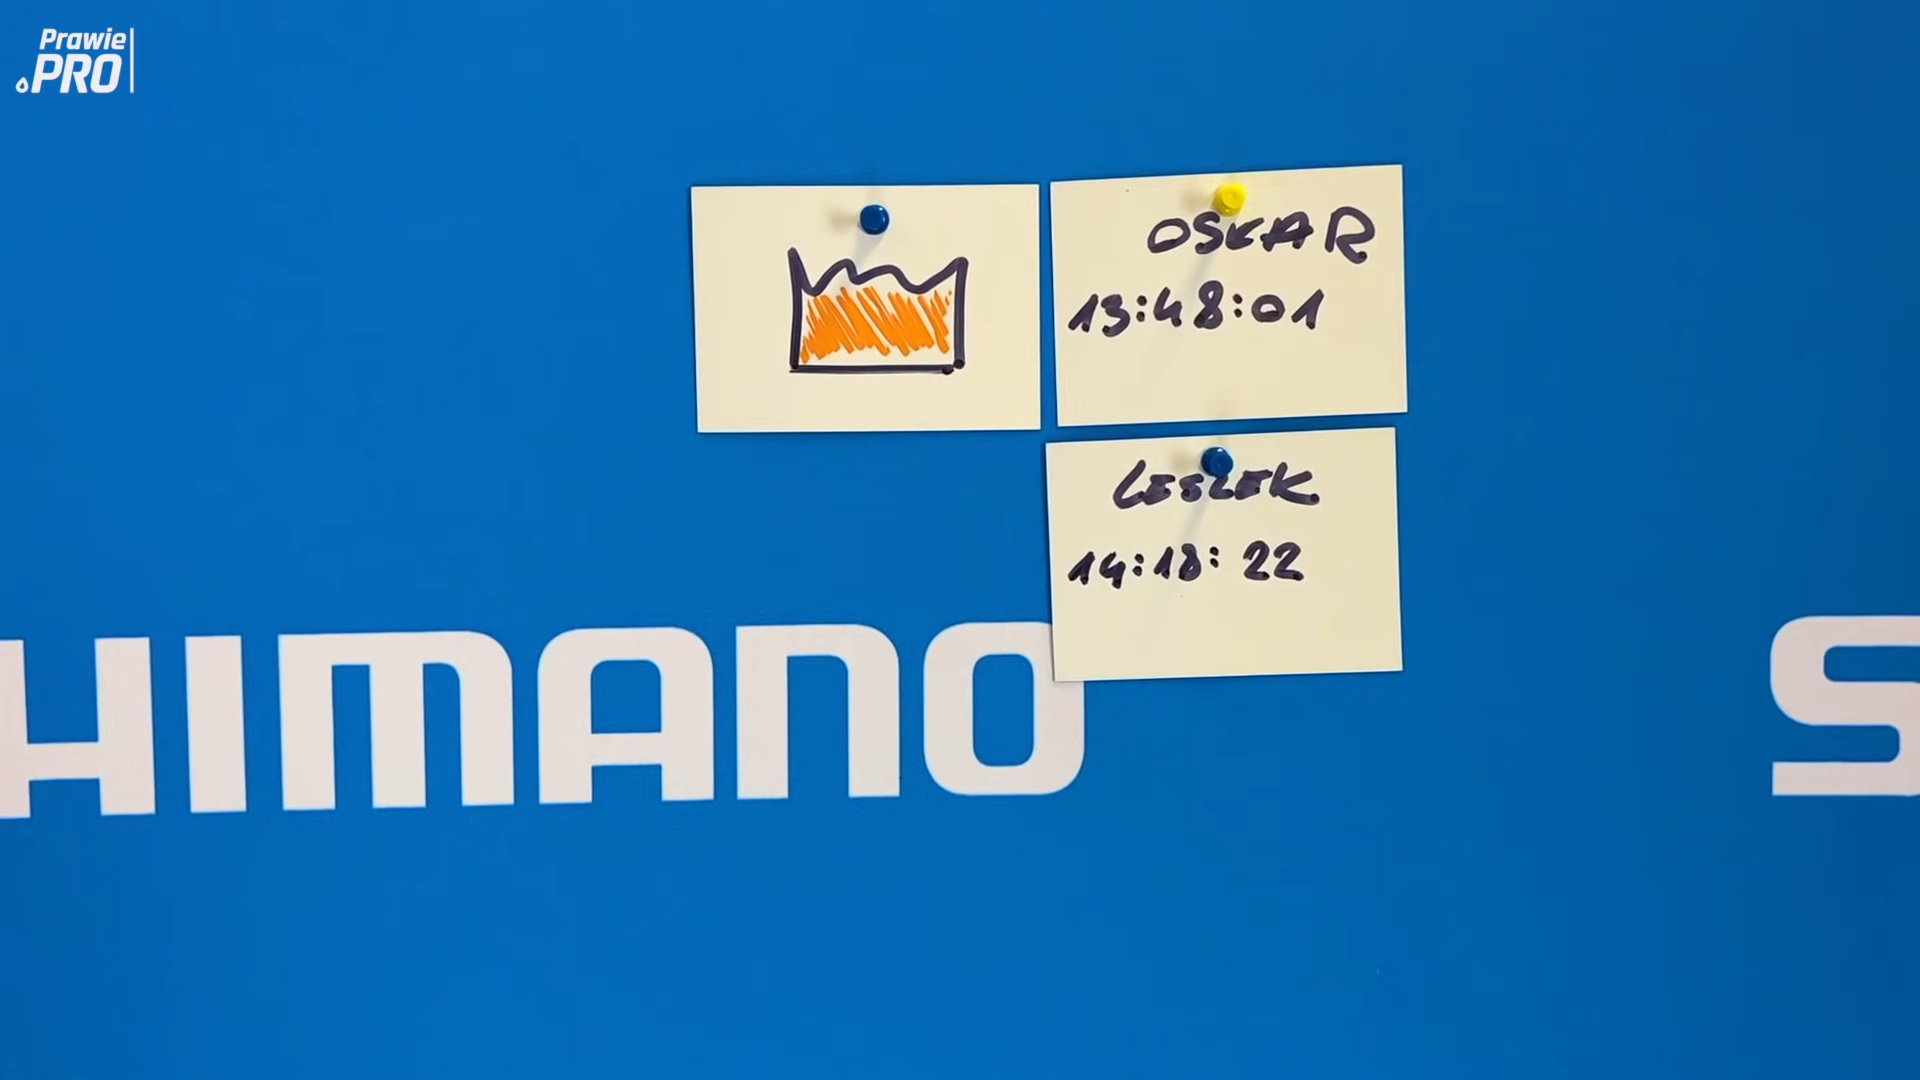 Prawie
.PRO
OSKAR
13:48:01
LESZEK
14:18:22
HIMANO
S